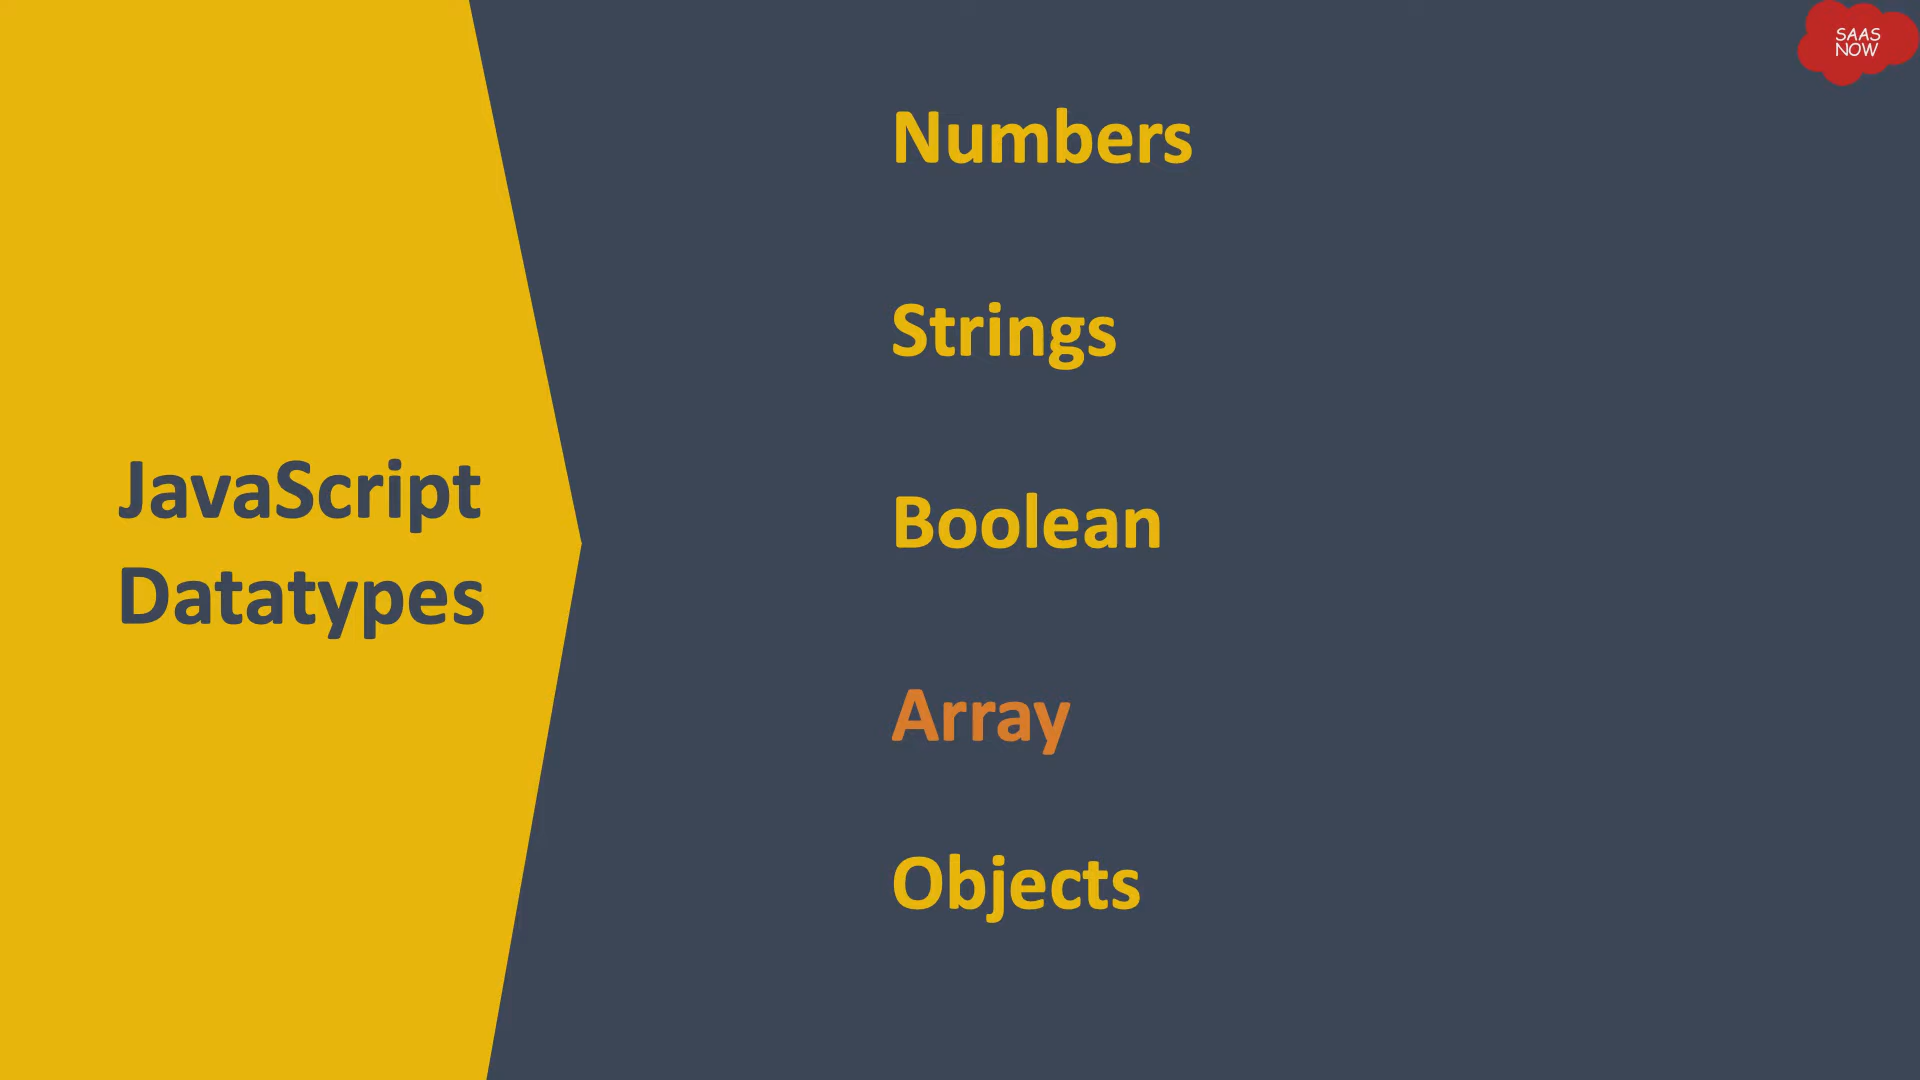 SAAS
NOW
Numbers
Strings
Boolean
JavaScript
Datatypes
Array
Objects